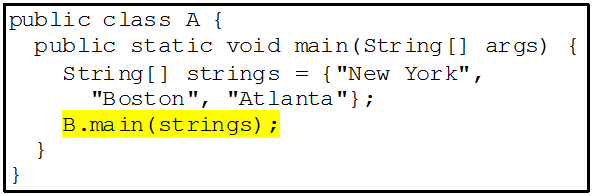 public class A {
  public static void main(String[] args) {
    String[] strings = {"New York",
      "Boston", "Atlanta"};
    B.main(strings);
  }
}